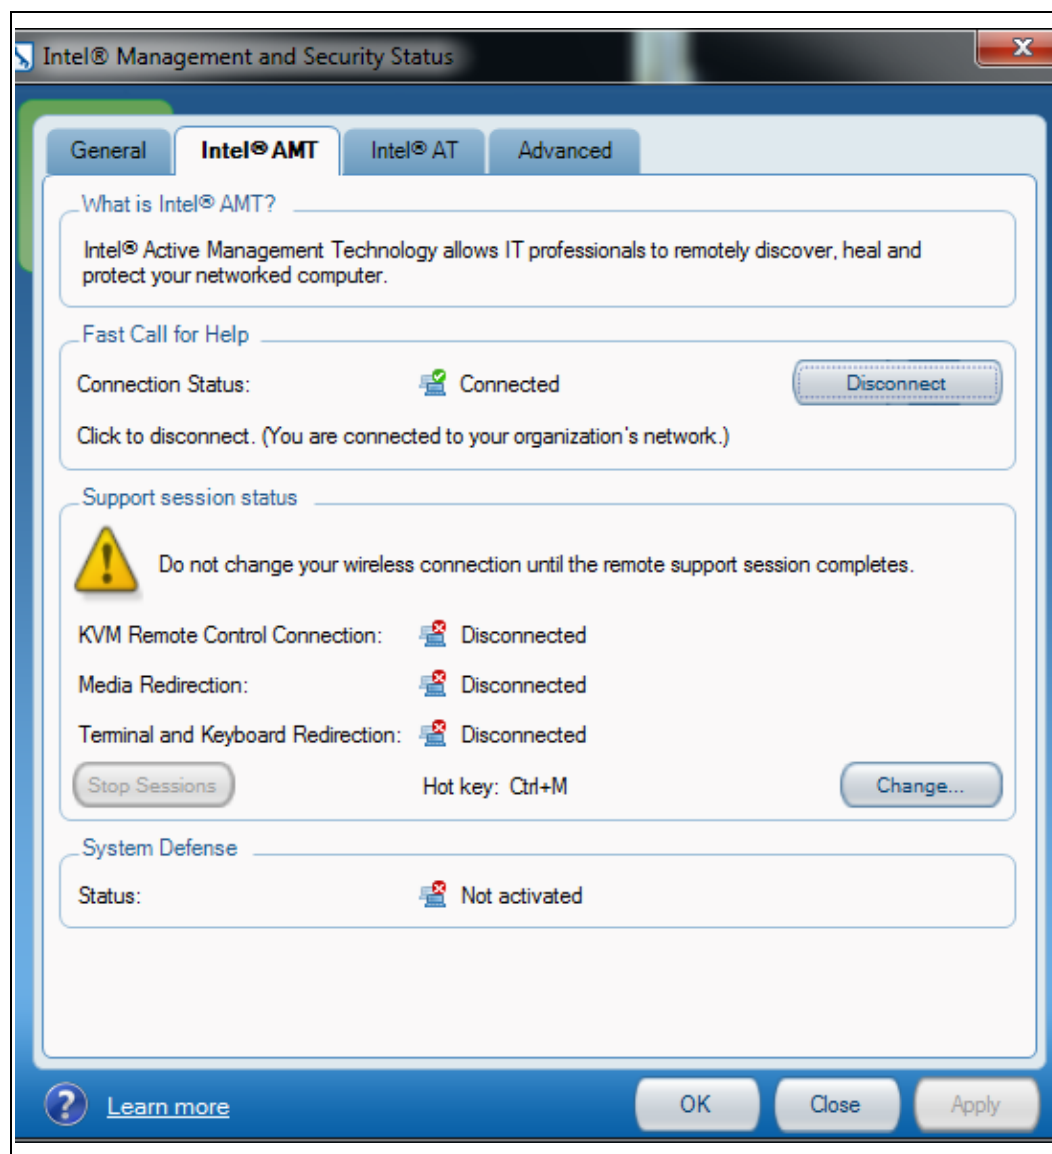 Intel® Management and Security Status
General Intel® AMT Intel® AT Advanced
What is Intel® AMT?
Intel® Active Management Technology allows IT professionals to remotely discover, heal and
protect your networked computer.
Fast Call for Help
Connection Status: Connected Disconnect
Click to disconnect. (You are connected to your organization's network.)
Support session status
Do not change your wireless connection until the remote support session completes.
KVM Remote Control Connection: Disconnected
Media Redirection: Disconnected
Terminal and Keyboard Redirection: Disconnected
Stop Sessions Hot key: Ctrl+M Change...
System Defense
Status: Not activated
? Learn more OK Close Apply